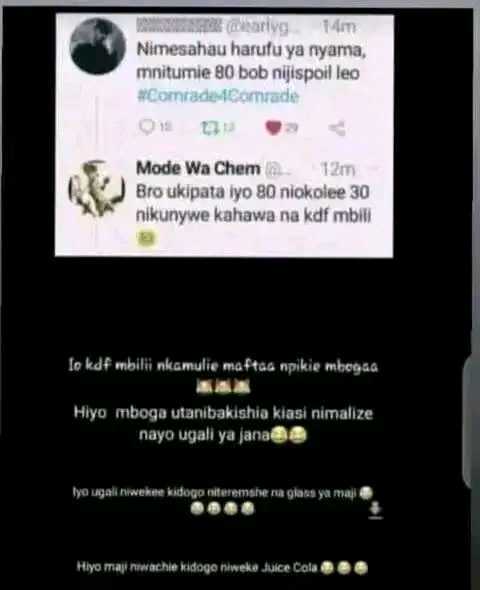 @earlyg... 14m
Nimesahau harufu ya nyama,
mnitumie 80 bob nijispoil leo
#Comrade4Comrade
29
Mode Wa Chem @... 12m
Bro ukipata iyo 80 niokolee 30
nikunywe kahawa na kdf mbili
Io kdf mbilii nkamulie maftaa npikie mbogaa
Hiyo mboga utanibakishia kiasi nimalize
nayo ugali ya jana😂😂
Iyo ugali niwekee kidogo niteremshe na glass ya maji
Hiyo maji niwachie kidogo niweke Juice Cola